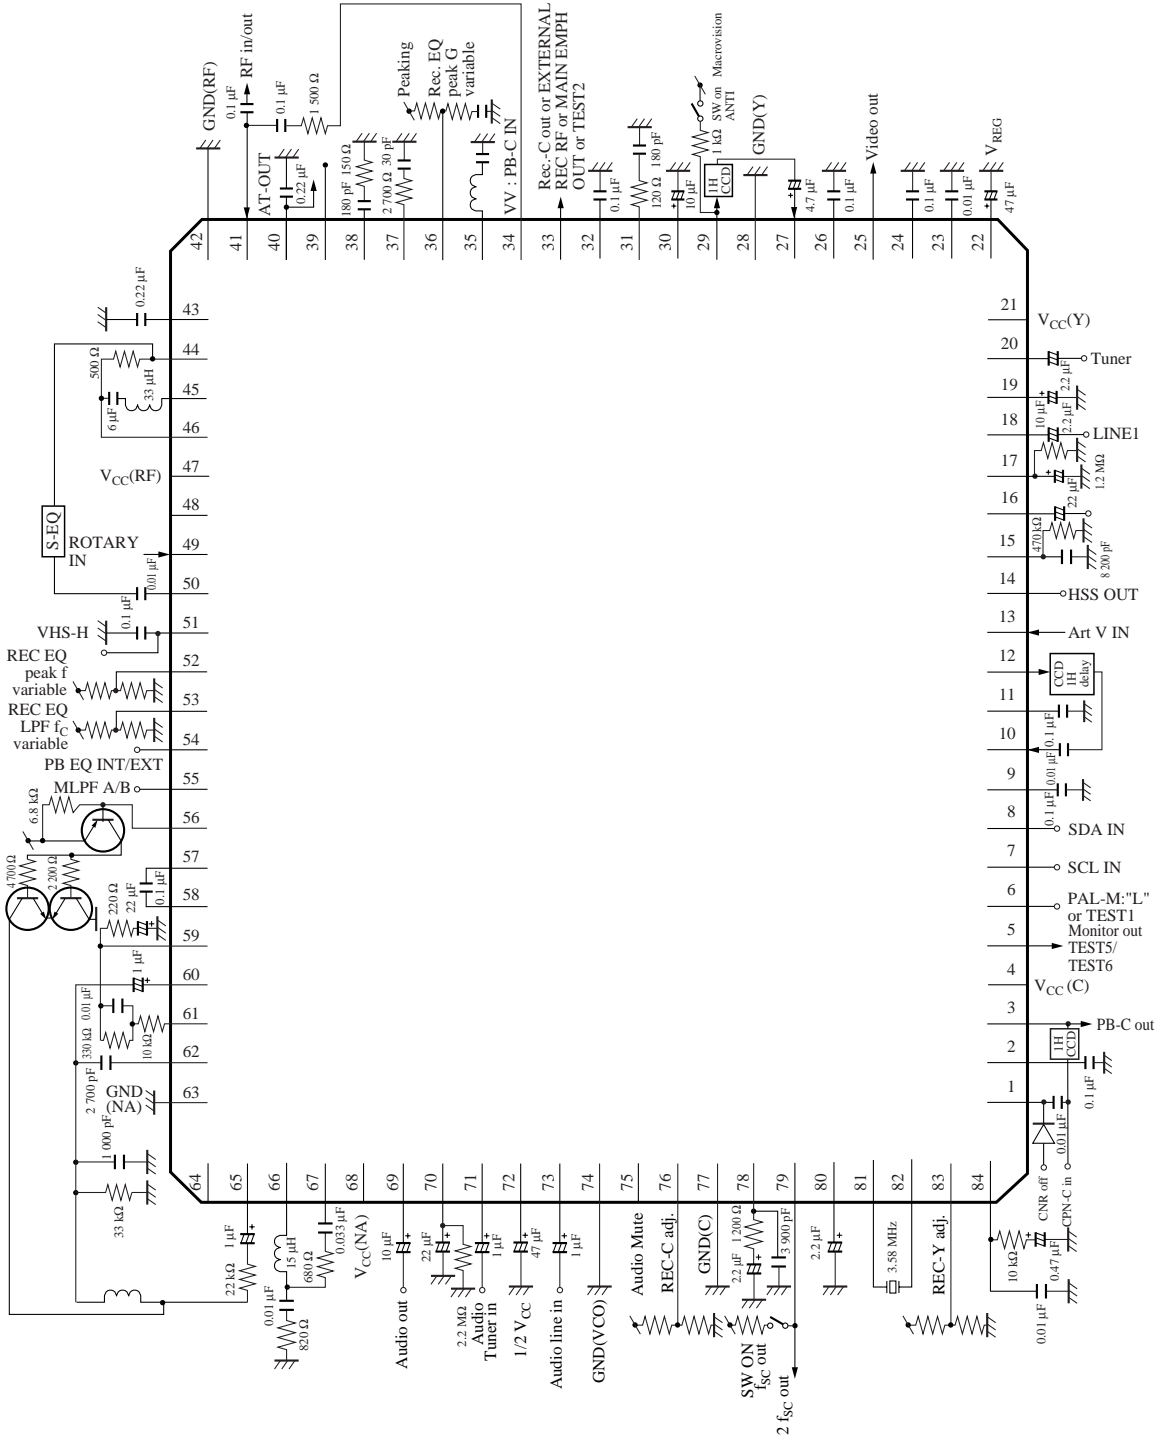 GND(RF)
0.1 µF
RF in/out
0.1 µF
1 500 Ω
AT-OUT
0.22 µF
180 pF 150 Ω
2 700 Ω 30 pF
Peaking
Rec. EQ
peak G
variable
VV : PB-C IN
Rec.-C out or EXTERNAL
REC RF or MAIN EMPH
OUT or TEST2
0.1 µF
120 Ω 180 pF
10 µF
1 kΩ
SW on Macrovision
ANTI
1H
CCD
GND(Y)
4.7 µF
0.1 µF
Video out
0.1 µF
0.01 µF
VREG
47 µF
42
41
40
39
38
37
36
35
34
33
32
31
30
29
28
27
26
25
24
23
22
43
0.22 µF
44
500 Ω
33 µH
45
6 µF
46
VCC(RF)
47
48
S-EQ
ROTARY
IN
49
0.01 µF
50
0.1 µF
VHS-H
51
REC EQ
peak f
variable
52
REC EQ
LPF fC
variable
53
54
PB EQ INT/EXT
MLPF A/B
55
6.8 kΩ
56
4700 Ω
2 200 Ω
57
0.1 µF
58
220 Ω
22 µF
59
1 µF
60
0.01 µF
61
330 kΩ
10 kΩ
62
2 700 pF
GND
(NA)
63
1 000 pF
33 kΩ
21
VCC(Y)
20
Tuner
2.2 µF
19
10 µF
18
LINE1
2.2 µF
17
1.2 MΩ
16
22 µF
15
470 kΩ
8 200 pF
14
HSS OUT
13
Art V IN
12
CCD
1H
delay
11
0.1 µF
10
0.01 µF
9
0.1 µF
8
SDA IN
7
SCL IN
6
PAL-M:"L"
or TEST1
5
Monitor out
TEST5/
TEST6
4
VCC (C)
3
PB-C out
1H
CCD
2
0.1 µF
1
0.01 µF
CNR off
CPN-C in
64
65
66
67
68
69
70
71
72
73
74
75
76
77
78
79
80
81
82
83
84
1 µF
22 kΩ
15 µH
0.01 µF
820 Ω
680 Ω
0.033 µF
VCC(NA)
10 µF
Audio out
22 µF
2.2 MΩ
1 µF
Audio
Tuner in
47 µF
1/2 VCC
1 µF
Audio line in
GND(VCO)
Audio Mute
REC-C adj.
GND(C)
1 200 Ω
2.2 µF
3 900 pF
SW ON
fSC out
2 fSC out
2.2 µF
3.58 MHz
REC-Y adj.
10 kΩ
0.47 µF
0.01 µF